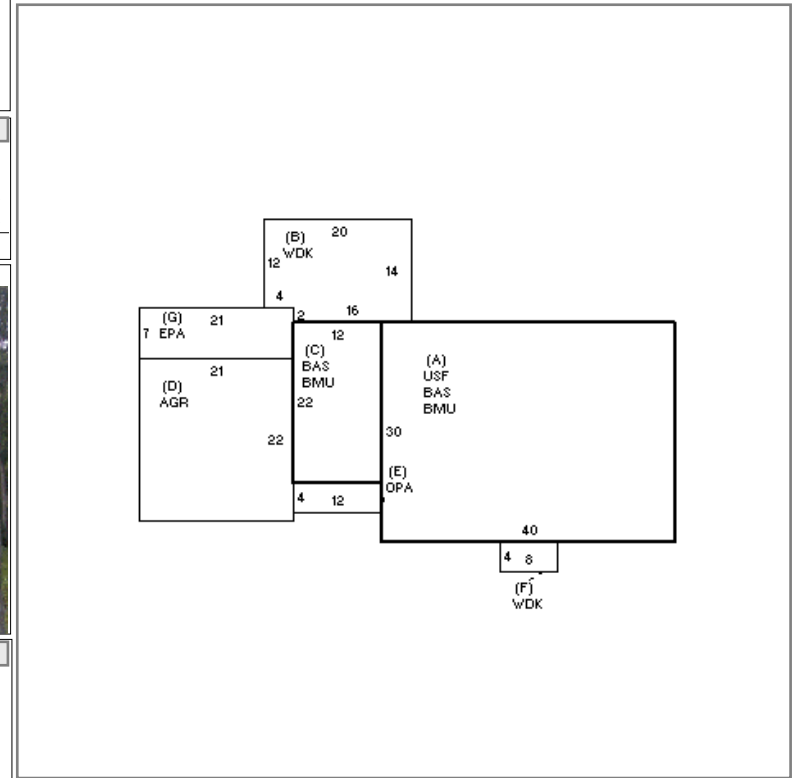 (B)
WDK
20
12
14
4
16
2
(G)
EPA
21
7
12
(C)
BAS
BMU
22
(A)
USF
BAS
BMU
21
(D)
AGR
22
30
(E)
OPA
4
12
40
4
8
(F)
WDK